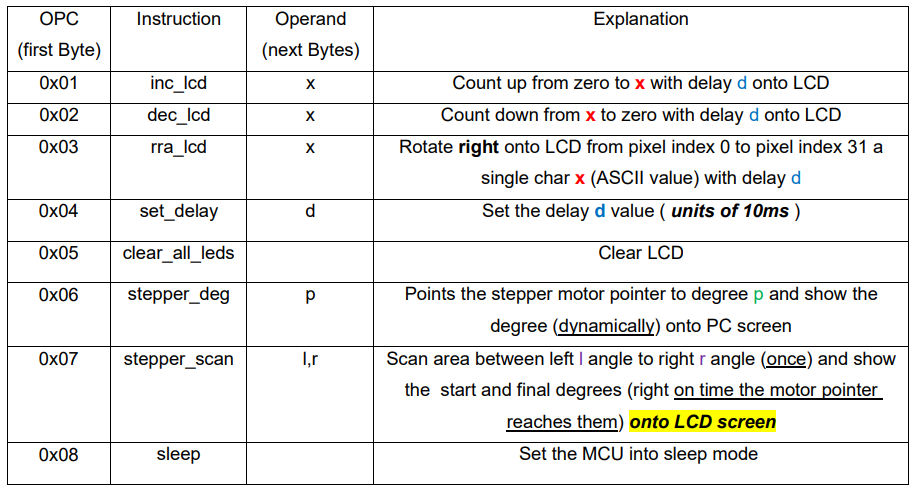 OPC Instruction Operand Explanation
(first Byte) (next Bytes)
0x01 inc_lcd x Count up from zero to x with delay d onto LCD
0x02 dec_lcd x Count down from x to zero with delay d onto LCD
0x03 rra_lcd x Rotate right onto LCD from pixel index 0 to pixel index 31 a
single char x (ASCII value) with delay d
0x04 set_delay d Set the delay d value ( units of 10ms )
0x05 clear_all_leds Clear LCD
0x06 stepper_deg p Points the stepper motor pointer to degree p and show the
degree (dynamically) onto PC screen
0x07 stepper_scan l,r Scan area between left l angle to right r angle (once) and show
the start and final degrees (right on time the motor pointer
reaches them) onto LCD screen
0x08 sleep Set the MCU into sleep mode